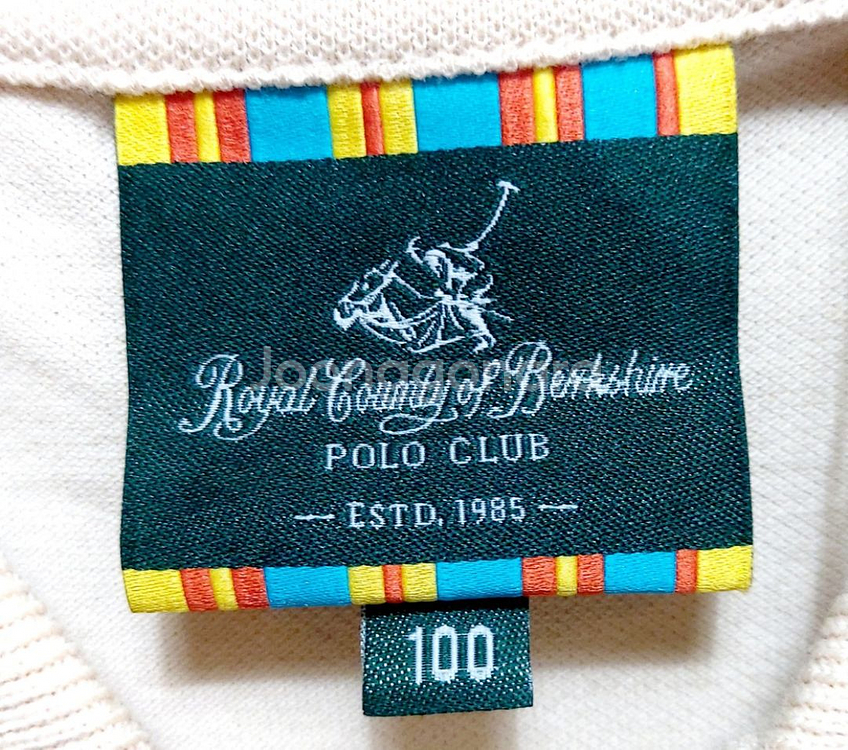 Royal County of Berkshire
POLO CLUB
— ESTD. 1985 —
100